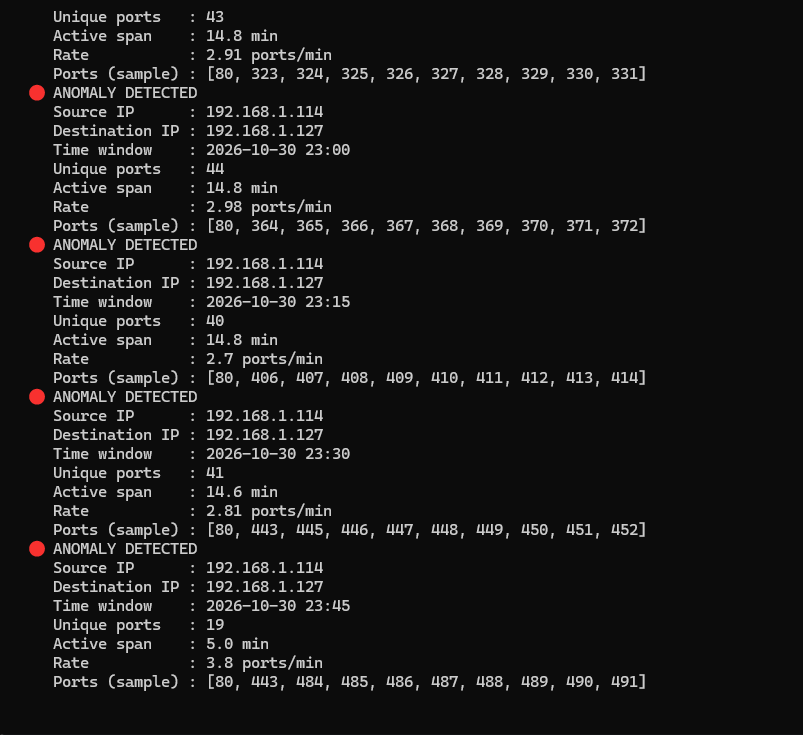 Unique ports : 43
Active span : 14.8 min
Rate : 2.91 ports/min
Ports (sample) : [80, 323, 324, 325, 326, 327, 328, 329, 330, 331]
ANOMALY DETECTED
Source IP : 192.168.1.114
Destination IP : 192.168.1.127
Time window : 2026-10-30 23:00
Unique ports : 44
Active span : 14.8 min
Rate : 2.98 ports/min
Ports (sample) : [80, 364, 365, 366, 367, 368, 369, 370, 371, 372]
ANOMALY DETECTED
Source IP : 192.168.1.114
Destination IP : 192.168.1.127
Time window : 2026-10-30 23:15
Unique ports : 40
Active span : 14.8 min
Rate : 2.7 ports/min
Ports (sample) : [80, 406, 407, 408, 409, 410, 411, 412, 413, 414]
ANOMALY DETECTED
Source IP : 192.168.1.114
Destination IP : 192.168.1.127
Time window : 2026-10-30 23:30
Unique ports : 41
Active span : 14.6 min
Rate : 2.81 ports/min
Ports (sample) : [80, 443, 445, 446, 447, 448, 449, 450, 451, 452]
ANOMALY DETECTED
Source IP : 192.168.1.114
Destination IP : 192.168.1.127
Time window : 2026-10-30 23:45
Unique ports : 19
Active span : 5.0 min
Rate : 3.8 ports/min
Ports (sample) : [80, 443, 484, 485, 486, 487, 488, 489, 490, 491]